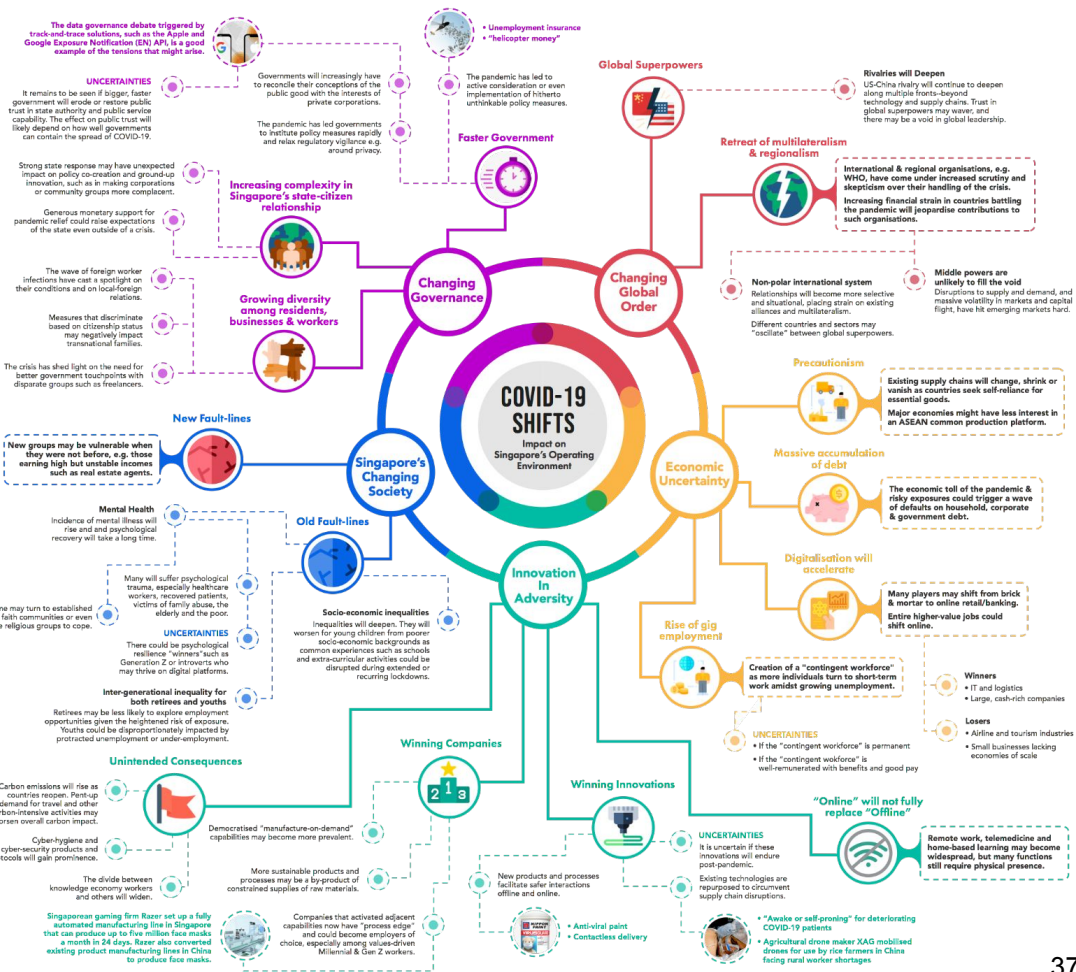 The data governance debate triggered by
track-and-trace solutions, such as the Apple and
Google Exposure Notification (EN) API, is a good
example of the tensions that might arise.
UNCERTAINTIES
It remains to be seen if bigger, faster
government will erode or restore public
trust in state authority and public service
capability. The effect on public trust will
likely depend on how well governments
can contain the spread of COVID-19.
Strong state response may have unexpected
impact on policy co-creation and ground-up
innovation, such as in making corporations
or community groups more complacent.
Generous monetary support for
pandemic relief could raise expectations
of the state even outside of a crisis.
The wave of foreign worker
infections have cast a spotlight on
their conditions and on local-foreign
relations.
Measures that discriminate
based on citizenship status
may negatively impact
transnational families.
The crisis has shed light on the need for
better government touchpoints with
disparate groups such as freelancers.
Governments will increasingly have
to reconcile their conceptions of the
public good with the interests of
private corporations.
The pandemic has led governments
to institute policy measures rapidly
and relax regulatory vigilance e.g.
around privacy.
• Unemployment insurance
• "helicopter money"
The pandemic has led to
active consideration or even
implementation of hitherto
unthinkable policy measures.
Faster Government
Increasing complexity in
Singapore's state-citizen
relationship
Growing diversity
among residents,
businesses & workers
Changing
Governance
Global Superpowers
Rivalries will Deepen
US-China rivalry will continue to deepen
along multiple fronts–beyond
technology and supply chains. Trust in
global superpowers may waver, and
there may be a void in global leadership.
Retreat of multilateralism
& regionalism
International & regional organisations, e.g.
WHO, have come under increased scrutiny and
skepticism over their handling of the crisis.
Increasing financial strain in countries battling
the pandemic will jeopardise contributions to
such organisations.
Changing
Global
Order
Non-polar international system
Relationships will become more selective
and situational, placing strain on existing
alliances and multilateralism.
Different countries and sectors may
"oscillate" between global superpowers.
Middle powers are
unlikely to fill the void
Disruptions to supply and demand, and
massive volatility in markets and capital
flight, have hit emerging markets hard.
COVID-19
SHIFTS
Impact on
Singapore's Operating
Environment
Precautionism
Existing supply chains will change, shrink or
vanish as countries seek self-reliance for
essential goods.
Major economies might have less interest in
an ASEAN common production platform.
Massive accumulation
of debt
The economic toll of the pandemic &
risky exposures could trigger a wave
of defaults on household, corporate
& government debt.
Economic
Uncertainty
Digitalisation will
accelerate
Many players may shift from brick
& mortar to online retail/banking.
Entire higher-value jobs could
shift online.
Winners
• IT and logistics
• Large, cash-rich companies
Losers
• Airline and tourism industries
• Small businesses lacking
economies of scale
Rise of gig
employment
Creation of a "contingent workforce"
as more individuals turn to short-term
work amidst growing unemployment.
UNCERTAINTIES
• If the "contingent workforce" is permanent
• If the "contingent wokforce" is
well-remunerated with benefits and good pay
New Fault-lines
New groups may be vulnerable when
they were not before, e.g. those
earning high but unstable incomes
such as real estate agents.
Singapore's
Changing
Society
Old Fault-lines
Mental Health
Incidence of mental illness will
rise and and psychological
recovery will take a long time.
Many will suffer psychological
trauma, especially healthcare
workers, recovered patients,
victims of family abuse, the
elderly and the poor.
me may turn to established
faith communities or even
religious groups to cope.
UNCERTAINTIES
There could be psychological
resilience "winners"such as
Generation Z or introverts who
may thrive on digital platforms.
Inter-generational inequality for
both retirees and youths
Retirees may be less likely to explore employment
opportunities given the heightened risk of exposure.
Youths could be disproportionately impacted by
protracted unemployment or under-employment.
Socio-economic inequalities
Inequalities will deepen. They will
worsen for young children from poorer
socio-economic backgrounds as
common experiences such as schools
and extra-curricular activities could be
disrupted during extended or
recurring lockdowns.
Innovation
In
Adversity
Unintended Consequences
Carbon emissions will rise as
countries reopen. Pent-up
demand for travel and other
rbon-intensive activities may
orsen overall carbon impact.
Cyber-hygiene and
cyber-security products and
tocols will gain prominence.
The divide between
knowledge economy workers
and others will widen.
Winning Companies
2 1 3
Democratised "manufacture-on-demand"
capabilities may become more prevalent.
More sustainable products and
processes may be a by-product of
constrained supplies of raw materials.
Companies that activated adjacent
capabilities now have "process edge"
and could become employers of
choice, especially among values-driven
Millennial & Gen Z workers.
Singaporean gaming firm Razer set up a fully
automated manufacturing line in Singapore
that can produce up to five million face masks
a month in 24 days. Razer also converted
existing product manufacturing lines in China
to produce face masks.
Winning Innovations
New products and processes
facilitate safer interactions
offline and online.
• Anti-viral paint
• Contactless delivery
UNCERTAINTIES
It is uncertain if these
innovations will endure
post-pandemic.
Existing technologies are
repurposed to circumvent
supply chain disruptions.
• "Awake or self-proning" for deteriorating
COVID-19 patients
• Agricultural drone maker XAG mobilised
drones for use by rice farmers in China
facing rural worker shortages
"Online" will not fully
replace "Offline"
Remote work, telemedicine and
home-based learning may become
widespread, but many functions
still require physical presence.
37